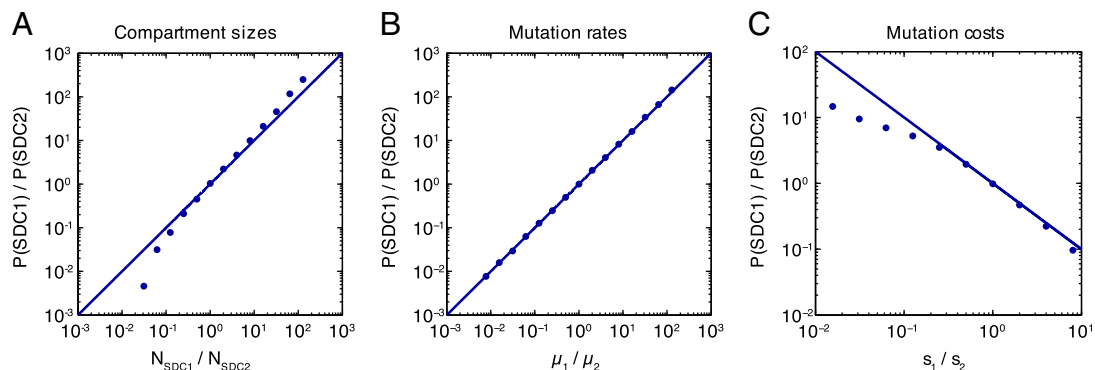 A
Compartment sizes
P(SDC1) / P(SDC2)
10³
10²
10¹
10⁰
10⁻¹
10⁻²
10⁻³
10⁻³ 10⁻² 10⁻¹ 10⁰ 10¹ 10² 10³
N_SDC1 / N_SDC2
B
Mutation rates
P(SDC1) / P(SDC2)
10³
10²
10¹
10⁰
10⁻¹
10⁻²
10⁻³
10⁻³ 10⁻² 10⁻¹ 10⁰ 10¹ 10² 10³
μ₁ / μ₂
C
Mutation costs
P(SDC1) / P(SDC2)
10²
10¹
10⁰
10⁻¹
10⁻²
10⁻² 10⁻¹ 10⁰ 10¹
s₁ / s₂